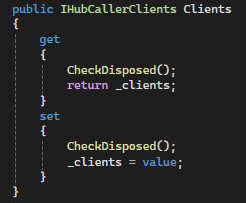 public IHubCallerClients Clients
{
    get
    {
        CheckDisposed();
        return _clients;
    }
    set
    {
        CheckDisposed();
        _clients = value;
    }
}